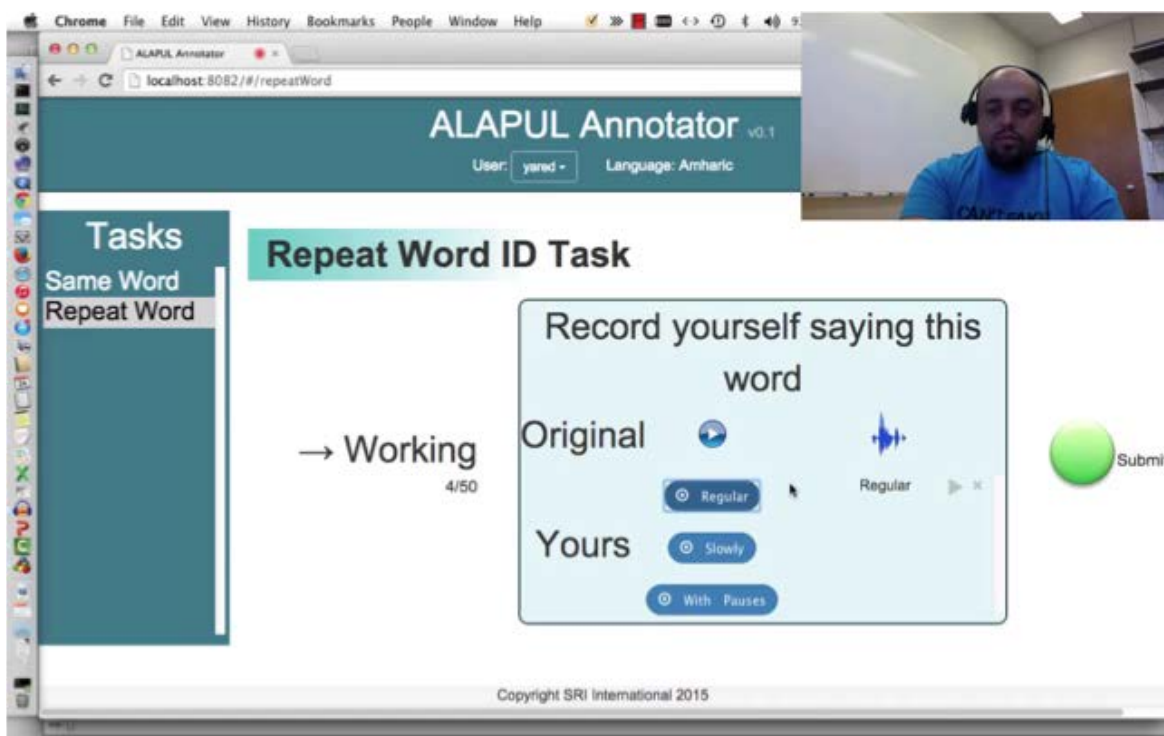 Chrome File Edit View History Bookmarks People Window Help
ALAPUL Annotator
localhost:8082/#/repeatWord
ALAPUL Annotator v0.1
User: yared Language: Amharic
Tasks
Same Word
Repeat Word
Repeat Word ID Task
Record yourself saying this
word
Original
→ Working
4/50
Regular
Regular
Submit
Yours
Slowly
With Pauses
Copyright SRI International 2015
CAN'T